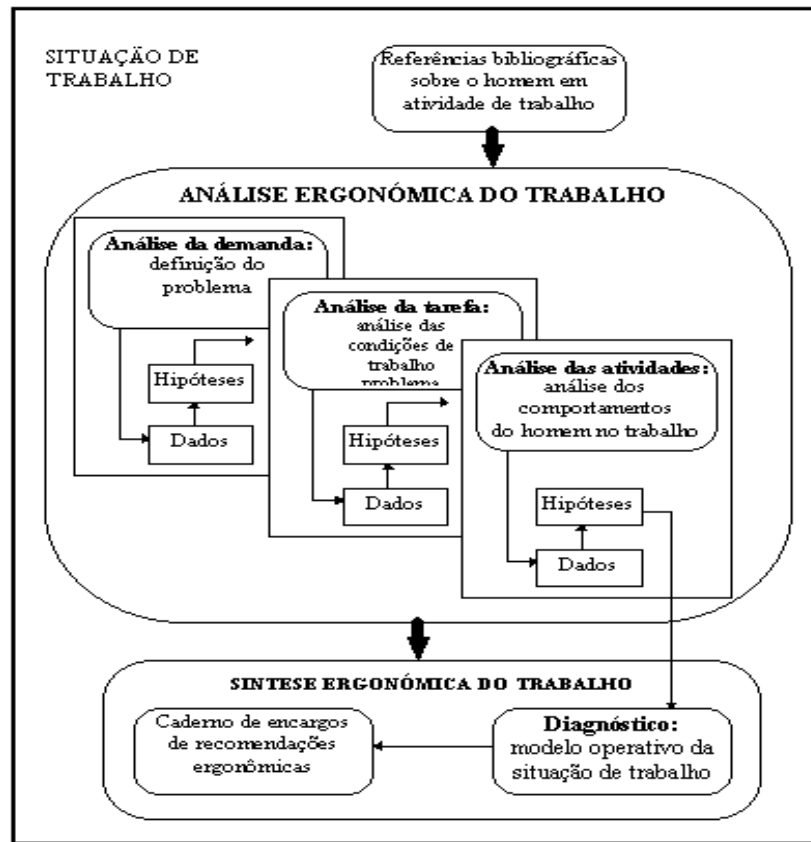 SITUAÇÃO DE
TRABALHO
Referências bibliográficas
sobre o homem em
atividade de trabalho
ANÁLISE ERGONÓMICA DO TRABALHO
Análise da demanda:
definição do
problema
Hipóteses
Dados
Análise da tarefa:
análise das
condições de
trabalho
problema
Hipóteses
Dados
Análise das atividades:
análise dos
comportamentos
do homem no trabalho
Hipóteses
Dados
SINTESE ERGONÓMICA DO TRABALHO
Caderno de encargos
de recomendações
ergonômicas
Diagnóstico:
modelo operativo da
situação de trabalho